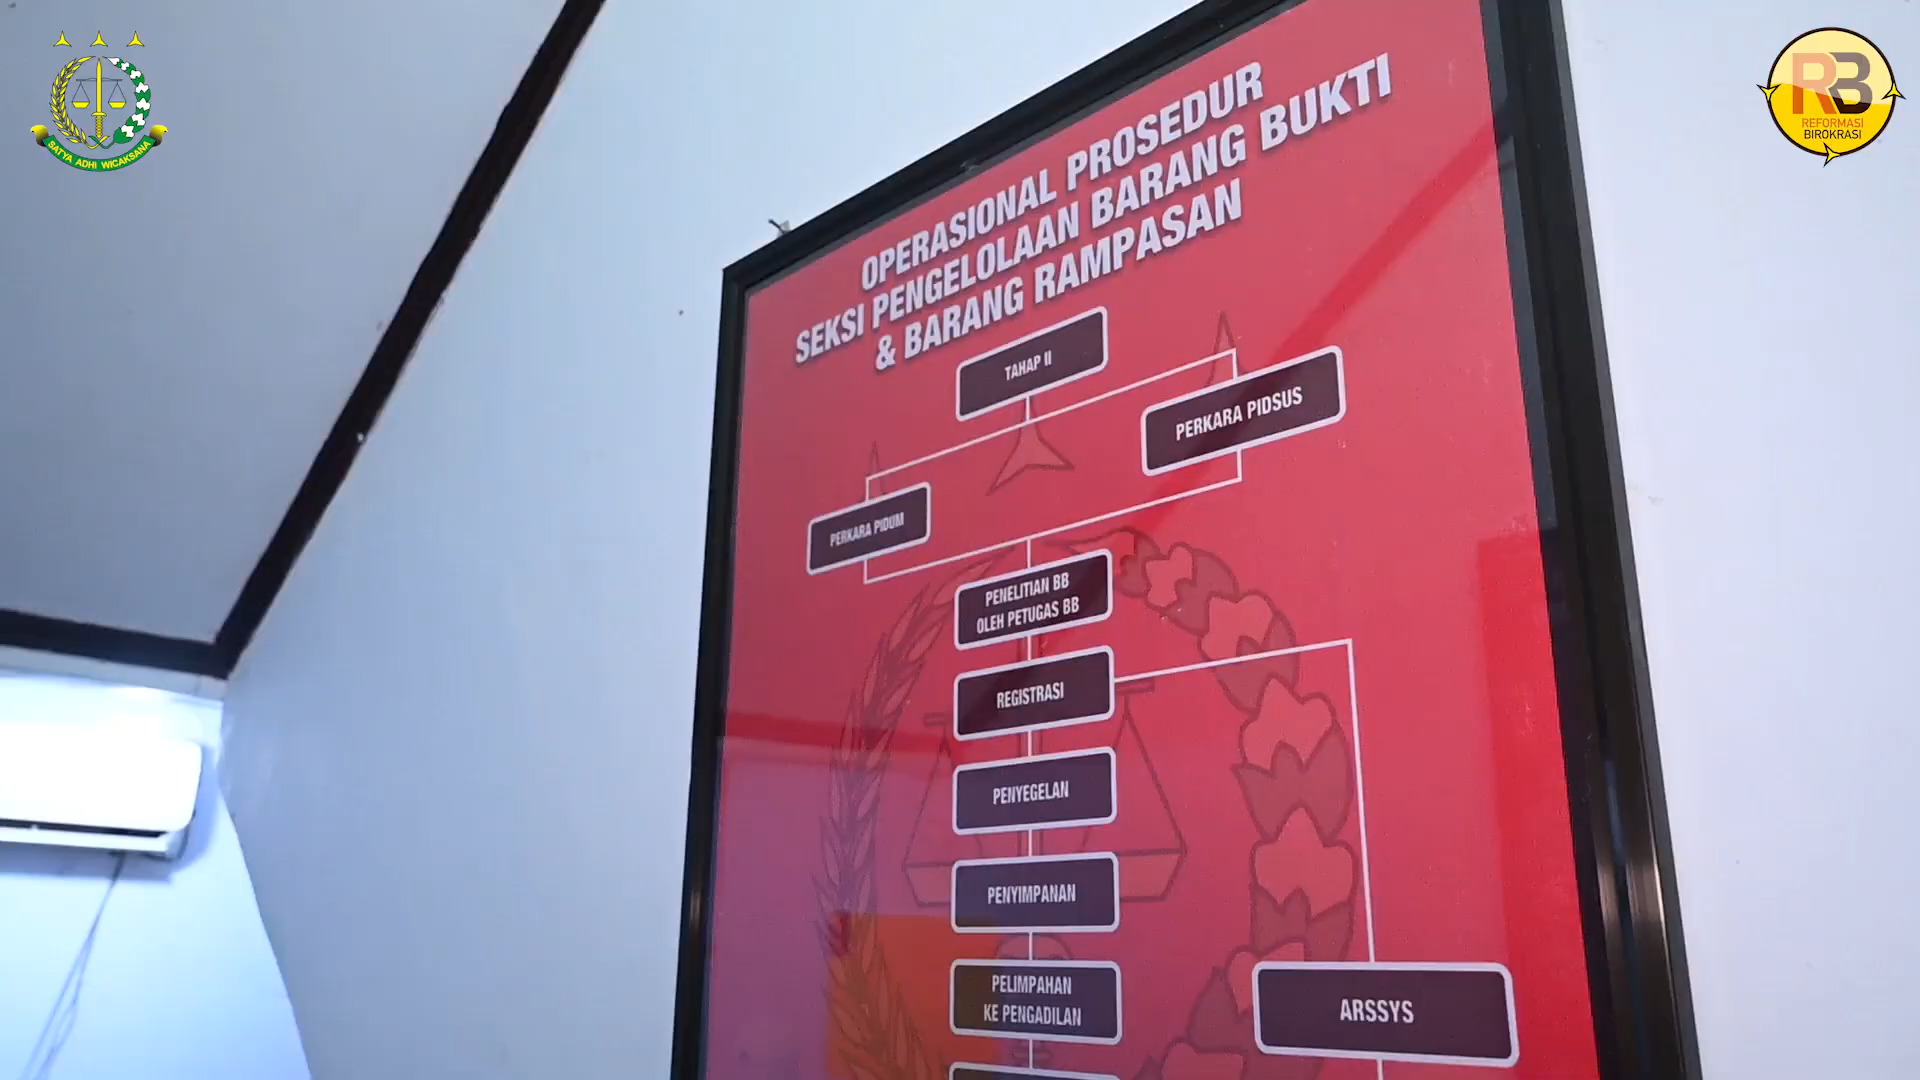 SATYA ADHI WICAKSANA
RB
REFORMASI
BIROKRASI
OPERASIONAL PROSEDUR
SEKSI PENGELOLAAN BARANG BUKTI
& BARANG RAMPASAN
TAHAP II
PERKARA PIDSUS
PERKARA PIDUM
PENELITIAN BB
OLEH PETUGAS BB
REGISTRASI
PENYEGELAN
PENYIMPANAN
PELIMPAHAN
KE PENGADILAN
ARSSYS